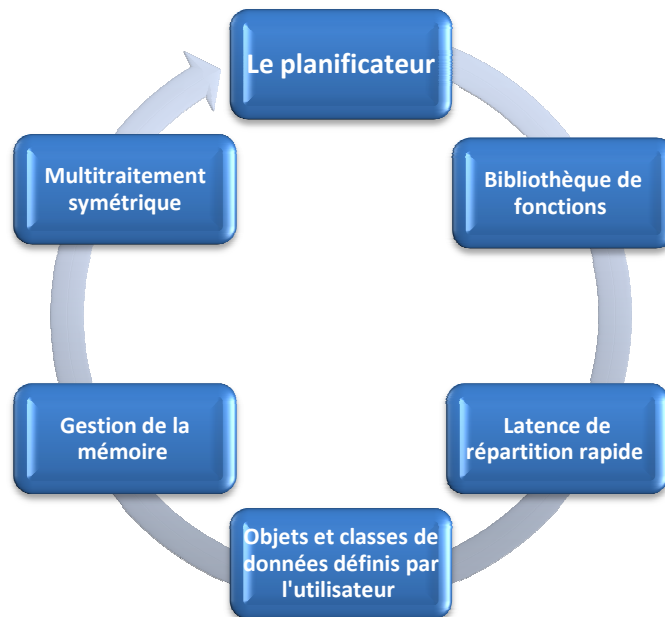 Le planificateur
Bibliothèque de
fonctions
Latence de
répartition rapide
Objets et classes de
données définis par
l'utilisateur
Gestion de la
mémoire
Multitraitement
symétrique